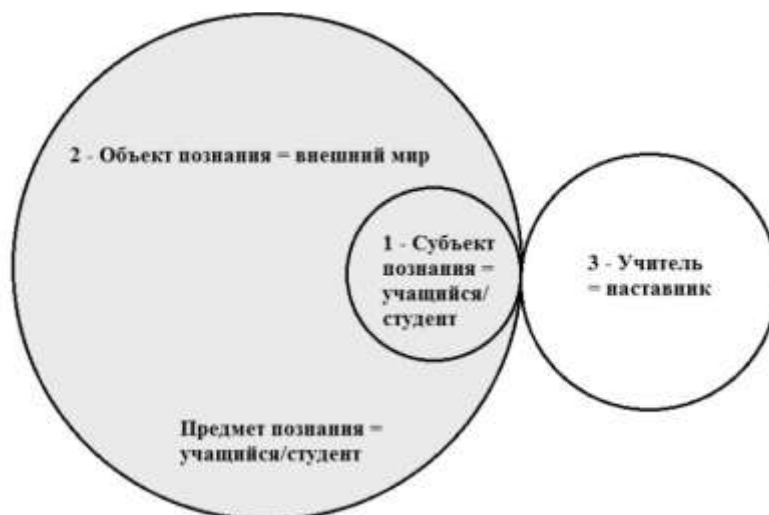 2 - Объект познания = внешний мир
1 - Субъект
познания =
учащийся/
студент
3 - Учитель
= наставник
Предмет познания =
учащийся/студент